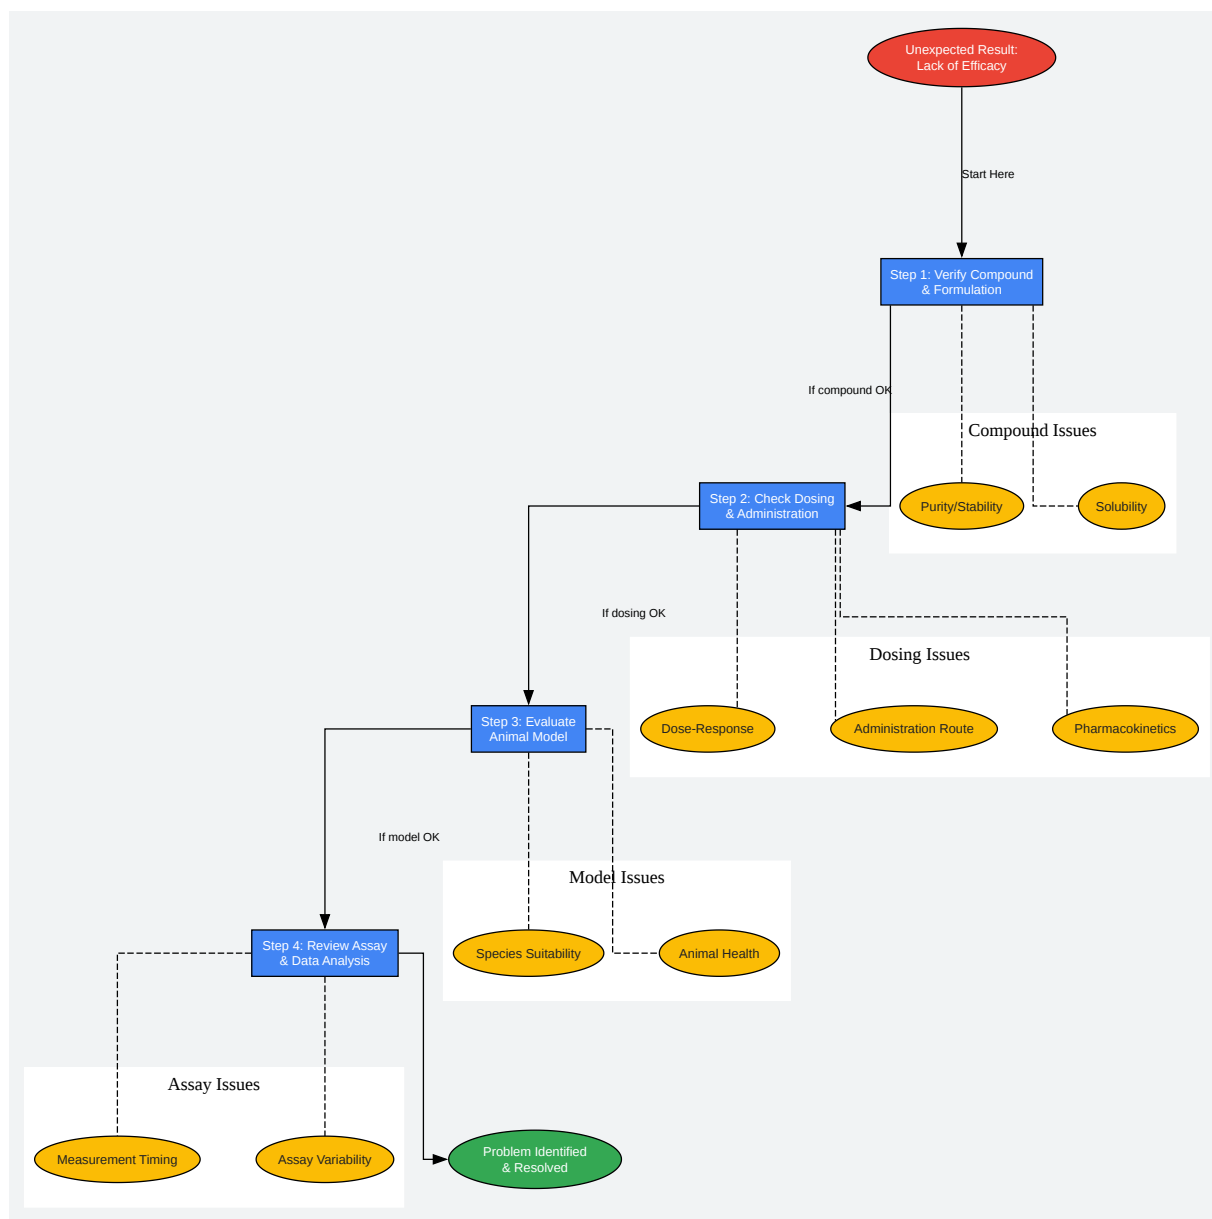 Unexpected Result:
Lack of Efficacy
Start Here
Step 1: Verify Compound
& Formulation
If compound OK
Compound Issues
Purity/Stability
Solubility
Step 2: Check Dosing
& Administration
If dosing OK
Dosing Issues
Dose-Response
Administration Route
Pharmacokinetics
Step 3: Evaluate
Animal Model
If model OK
Model Issues
Species Suitability
Animal Health
Step 4: Review Assay
& Data Analysis
Assay Issues
Measurement Timing
Assay Variability
Problem Identified
& Resolved